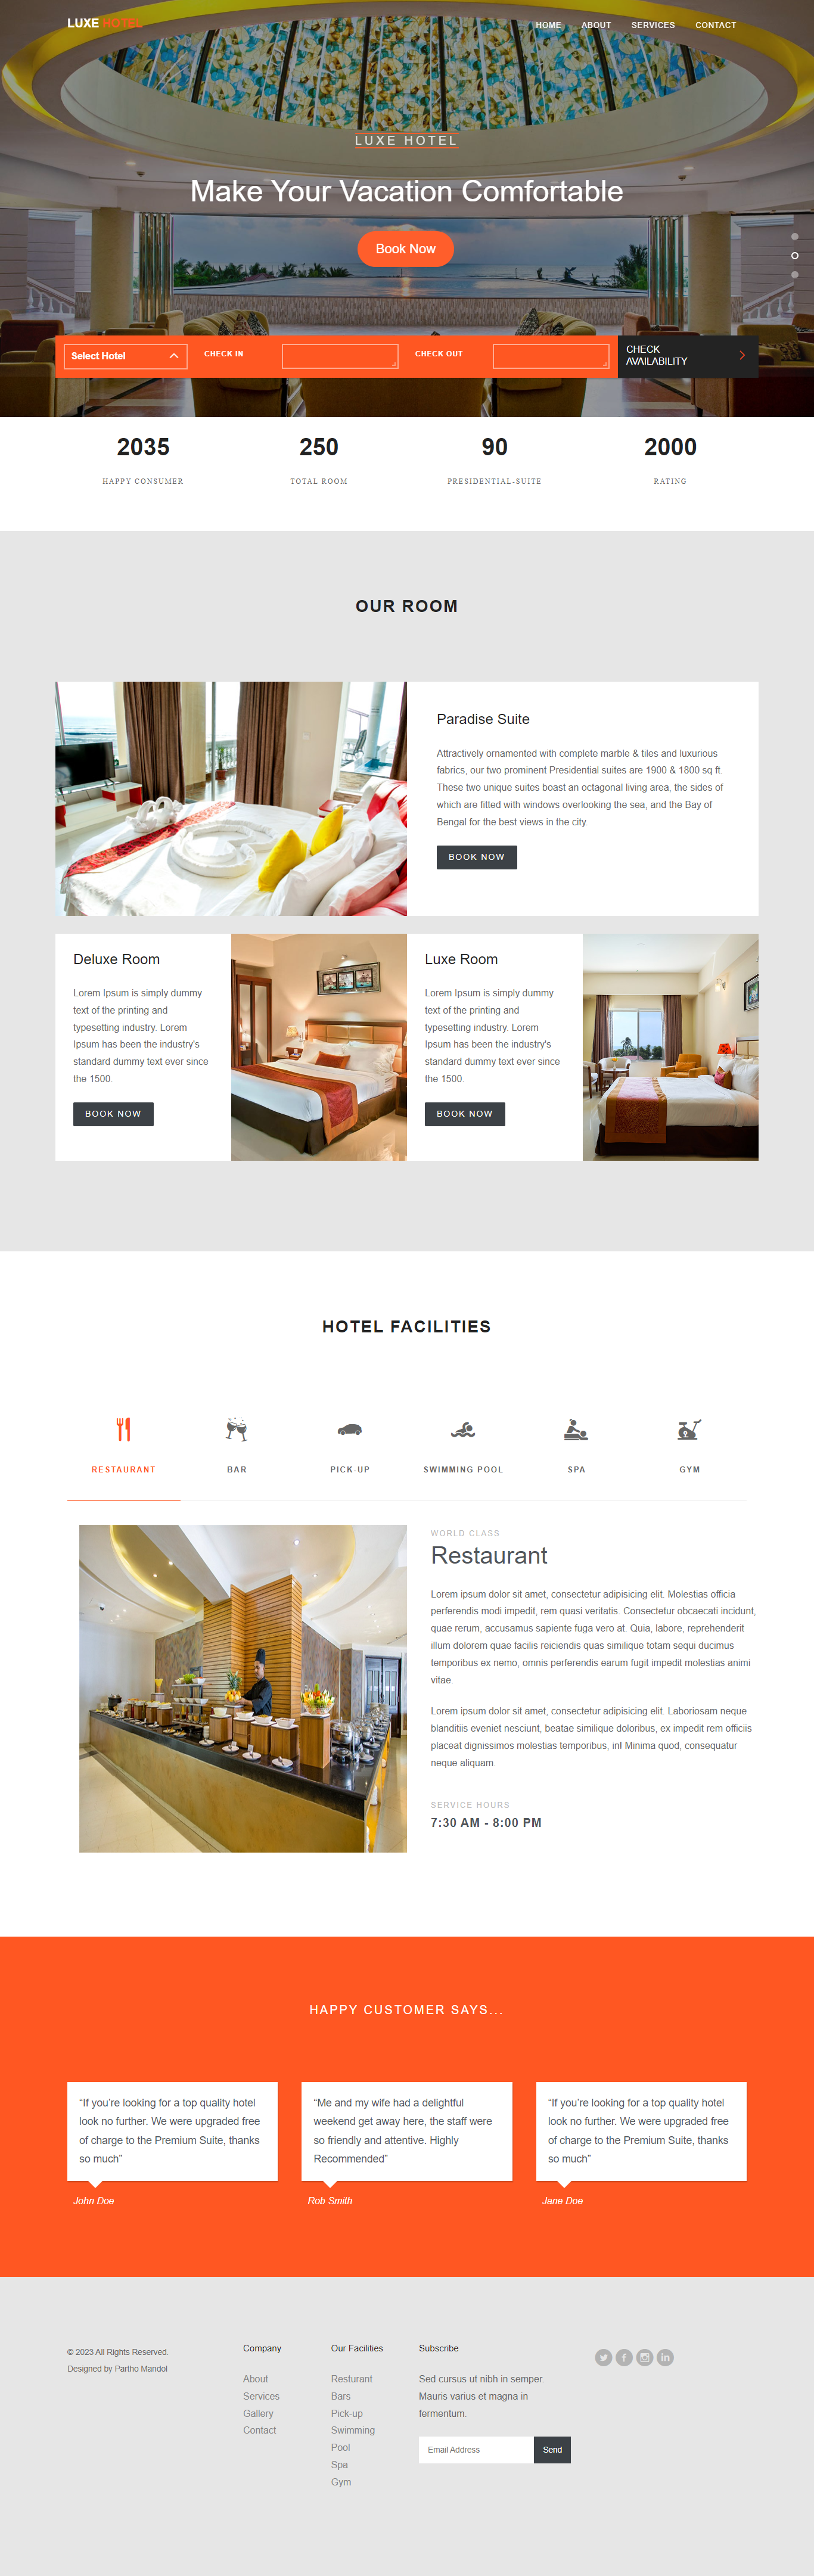 LUXE HOTEL
HOME ABOUT SERVICES CONTACT
LUXE HOTEL
Make Your Vacation Comfortable
Book Now
Select Hotel
CHECK IN
CHECK OUT
CHECK
AVAILABILITY
2035
HAPPY CONSUMER
250
TOTAL ROOM
90
PRESIDENTIAL-SUITE
2000
RATING
OUR ROOM
Paradise Suite
Attractively ornamented with complete marble & tiles and luxurious
fabrics, our two prominent Presidential suites are 1900 & 1800 sq ft.
These two unique suites boast an octagonal living area, the sides of
which are fitted with windows overlooking the sea, and the Bay of
Bengal for the best views in the city.
BOOK NOW
Deluxe Room
Lorem Ipsum is simply dummy
text of the printing and
typesetting industry. Lorem
Ipsum has been the industry's
standard dummy text ever since
the 1500.
BOOK NOW
Luxe Room
Lorem Ipsum is simply dummy
text of the printing and
typesetting industry. Lorem
Ipsum has been the industry's
standard dummy text ever since
the 1500.
BOOK NOW
HOTEL FACILITIES
RESTAURANT
BAR
PICK-UP
SWIMMING POOL
SPA
GYM
WORLD CLASS
Restaurant
Lorem ipsum dolor sit amet, consectetur adipisicing elit. Molestias officia
perferendis modi impedit, rem quasi veritatis. Consectetur obcaecati incidunt,
quae rerum, accusamus sapiente fuga vero at. Quia, labore, reprehenderit
illum dolorem quae facilis reiciendis quas similique totam sequi ducimus
temporibus ex nemo, omnis perferendis earum fugit impedit molestias animi
vitae.
Lorem ipsum dolor sit amet, consectetur adipisicing elit. Laboriosam neque
blanditiis eveniet nesciunt, beatae similique doloribus, ex impedit rem officiis
placeat dignissimos molestias temporibus, in! Minima quod, consequatur
neque aliquam.
SERVICE HOURS
7:30 AM - 8:00 PM
HAPPY CUSTOMER SAYS...
“If you’re looking for a top quality hotel
look no further. We were upgraded free
of charge to the Premium Suite, thanks
so much”
John Doe
“Me and my wife had a delightful
weekend get away here, the staff were
so friendly and attentive. Highly
Recommended”
Rob Smith
“If you’re looking for a top quality hotel
look no further. We were upgraded free
of charge to the Premium Suite, thanks
so much”
Jane Doe
© 2023 All Rights Reserved.
Designed by Partho Mandol
Company
About
Services
Gallery
Contact
Our Facilities
Resturant
Bars
Pick-up
Swimming
Pool
Spa
Gym
Subscribe
Sed cursus ut nibh in semper.
Mauris varius et magna in
fermentum.
Email Address
Send